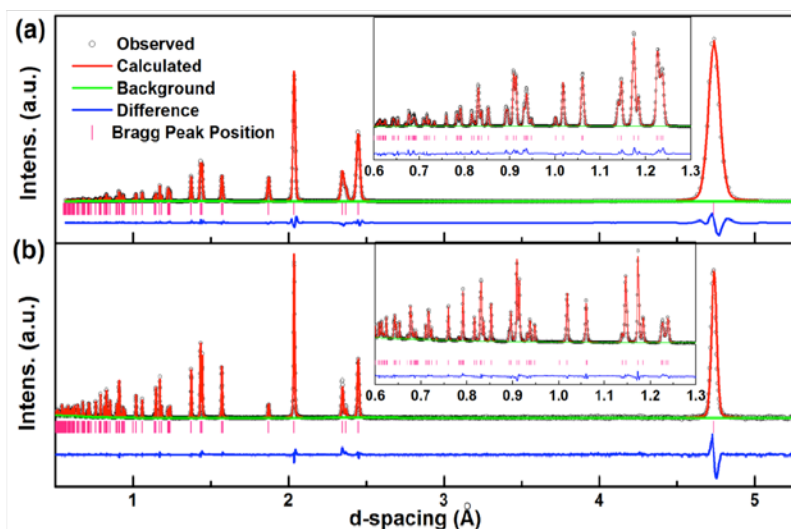 (a)
Observed
Calculated
Background
Difference
Bragg Peak Position
Intens. (a.u.)
0.6 0.7 0.8 0.9 1.0 1.1 1.2 1.3
(b)
Intens. (a.u.)
0.6 0.7 0.8 0.9 1.0 1.1 1.2 1.3
1 2 3 4 5
d-spacing (Å)